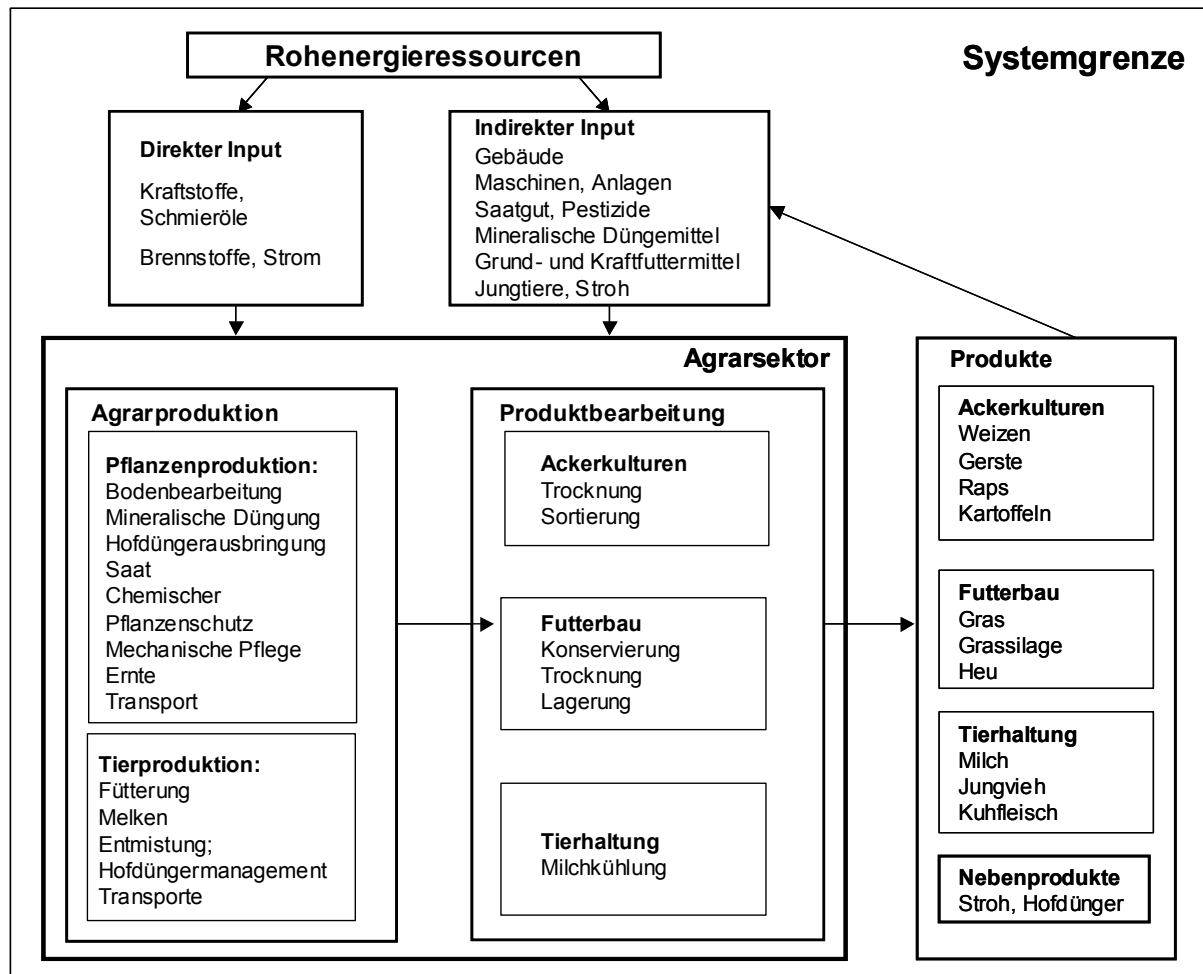 Rohenergieressourcen
Systemgrenze
Direkter Input
Kraftstoffe,
Schmieröle
Brennstoffe, Strom
Indirekter Input
Gebäude
Maschinen, Anlagen
Saatgut, Pestizide
Mineralische Düngemittel
Grund- und Kraftfuttermittel
Jungtiere, Stroh
Agrarsektor
Agrarproduktion
Pflanzenproduktion:
Bodenbearbeitung
Mineralische Düngung
Hofdüngerausbringung
Saat
Chemischer
Pflanzenschutz
Mechanische Pflege
Ernte
Transport
Tierproduktion:
Fütterung
Melken
Entmistung;
Hofdüngermanagement
Transporte
Produktbearbeitung
Ackerkulturen
Trocknung
Sortierung
Futterbau
Konservierung
Trocknung
Lagerung
Tierhaltung
Milchkühlung
Produkte
Ackerkulturen
Weizen
Gerste
Raps
Kartoffeln
Futterbau
Gras
Grassilage
Heu
Tierhaltung
Milch
Jungvieh
Kuhfleisch
Nebenprodukte
Stroh, Hofdünger